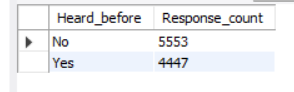 Heard_before Response_count
No 5553
Yes 4447